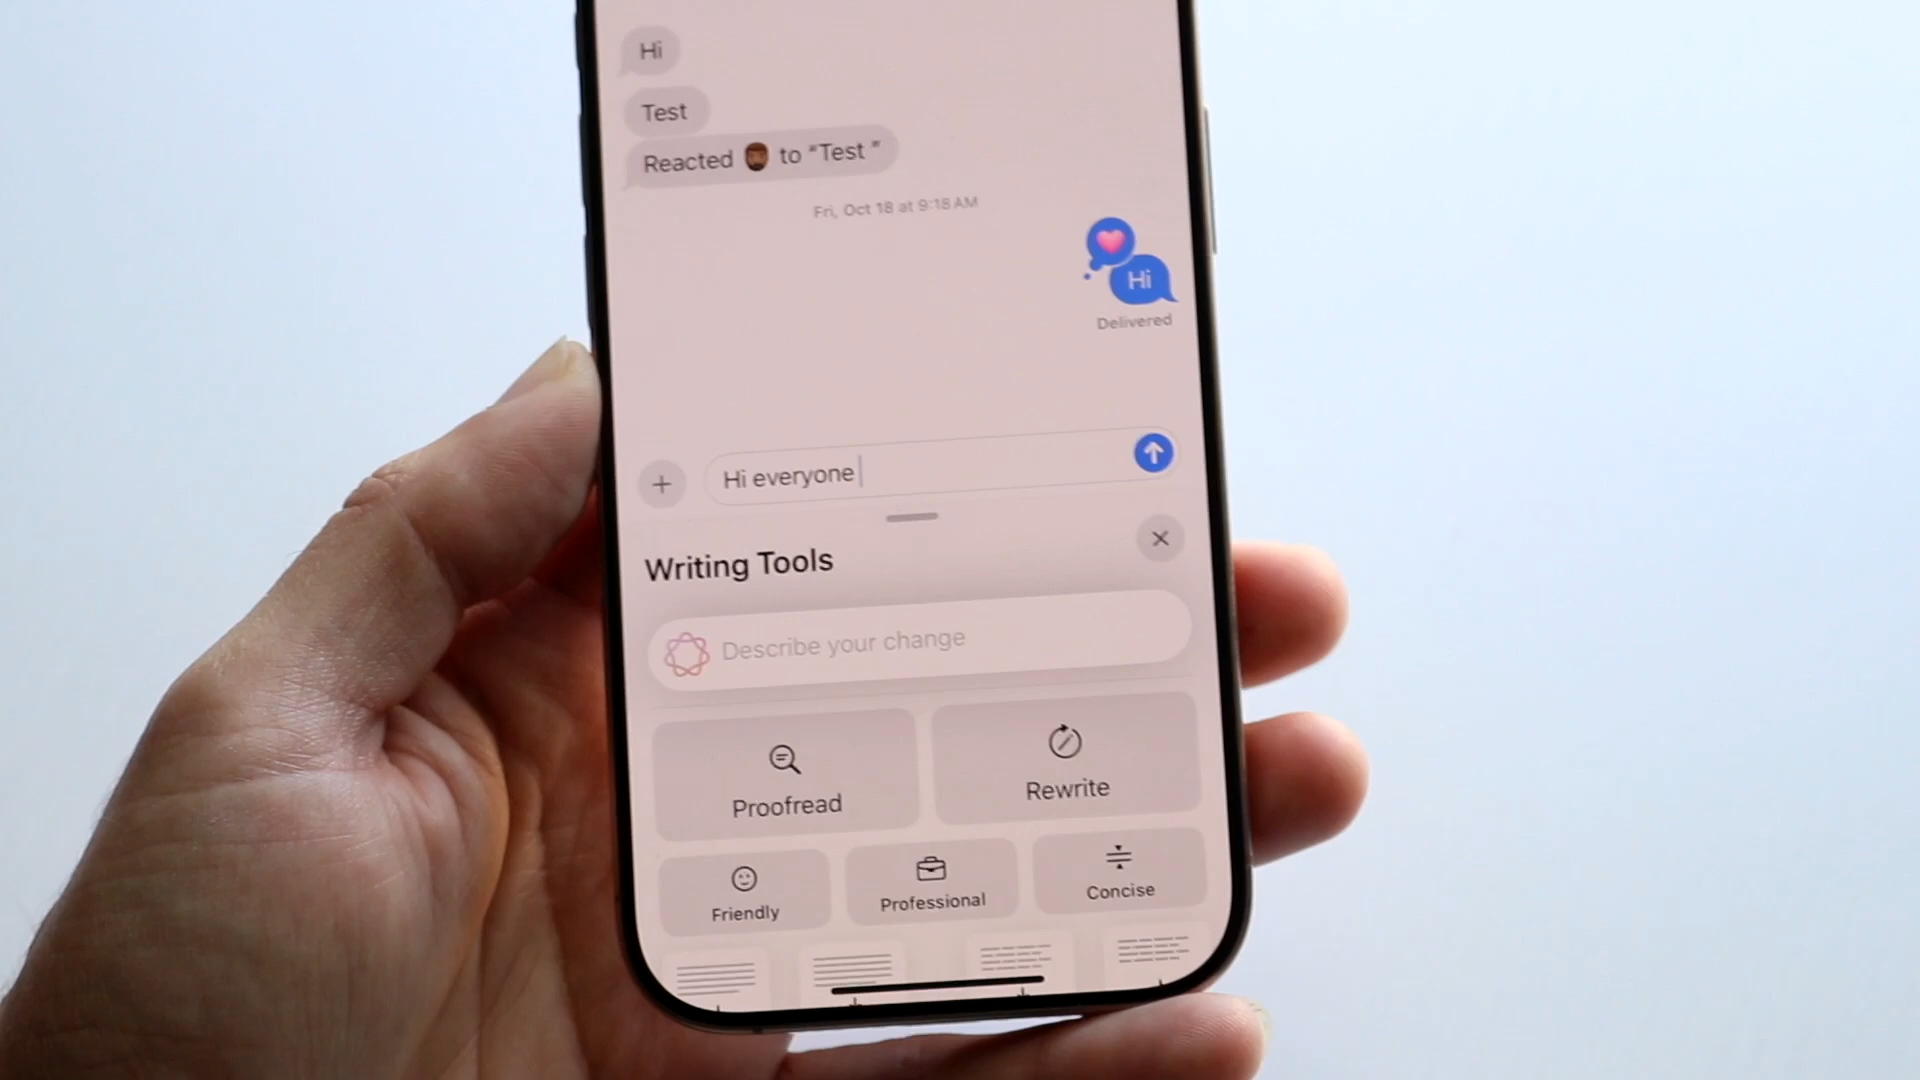 Hi
Test
Reacted 🧔🏾 to “Test ”
Fri, Oct 18 at 9:18 AM
Hi
Delivered
Hi everyone
Writing Tools
Describe your change
Proofread
Rewrite
Friendly
Professional
Concise